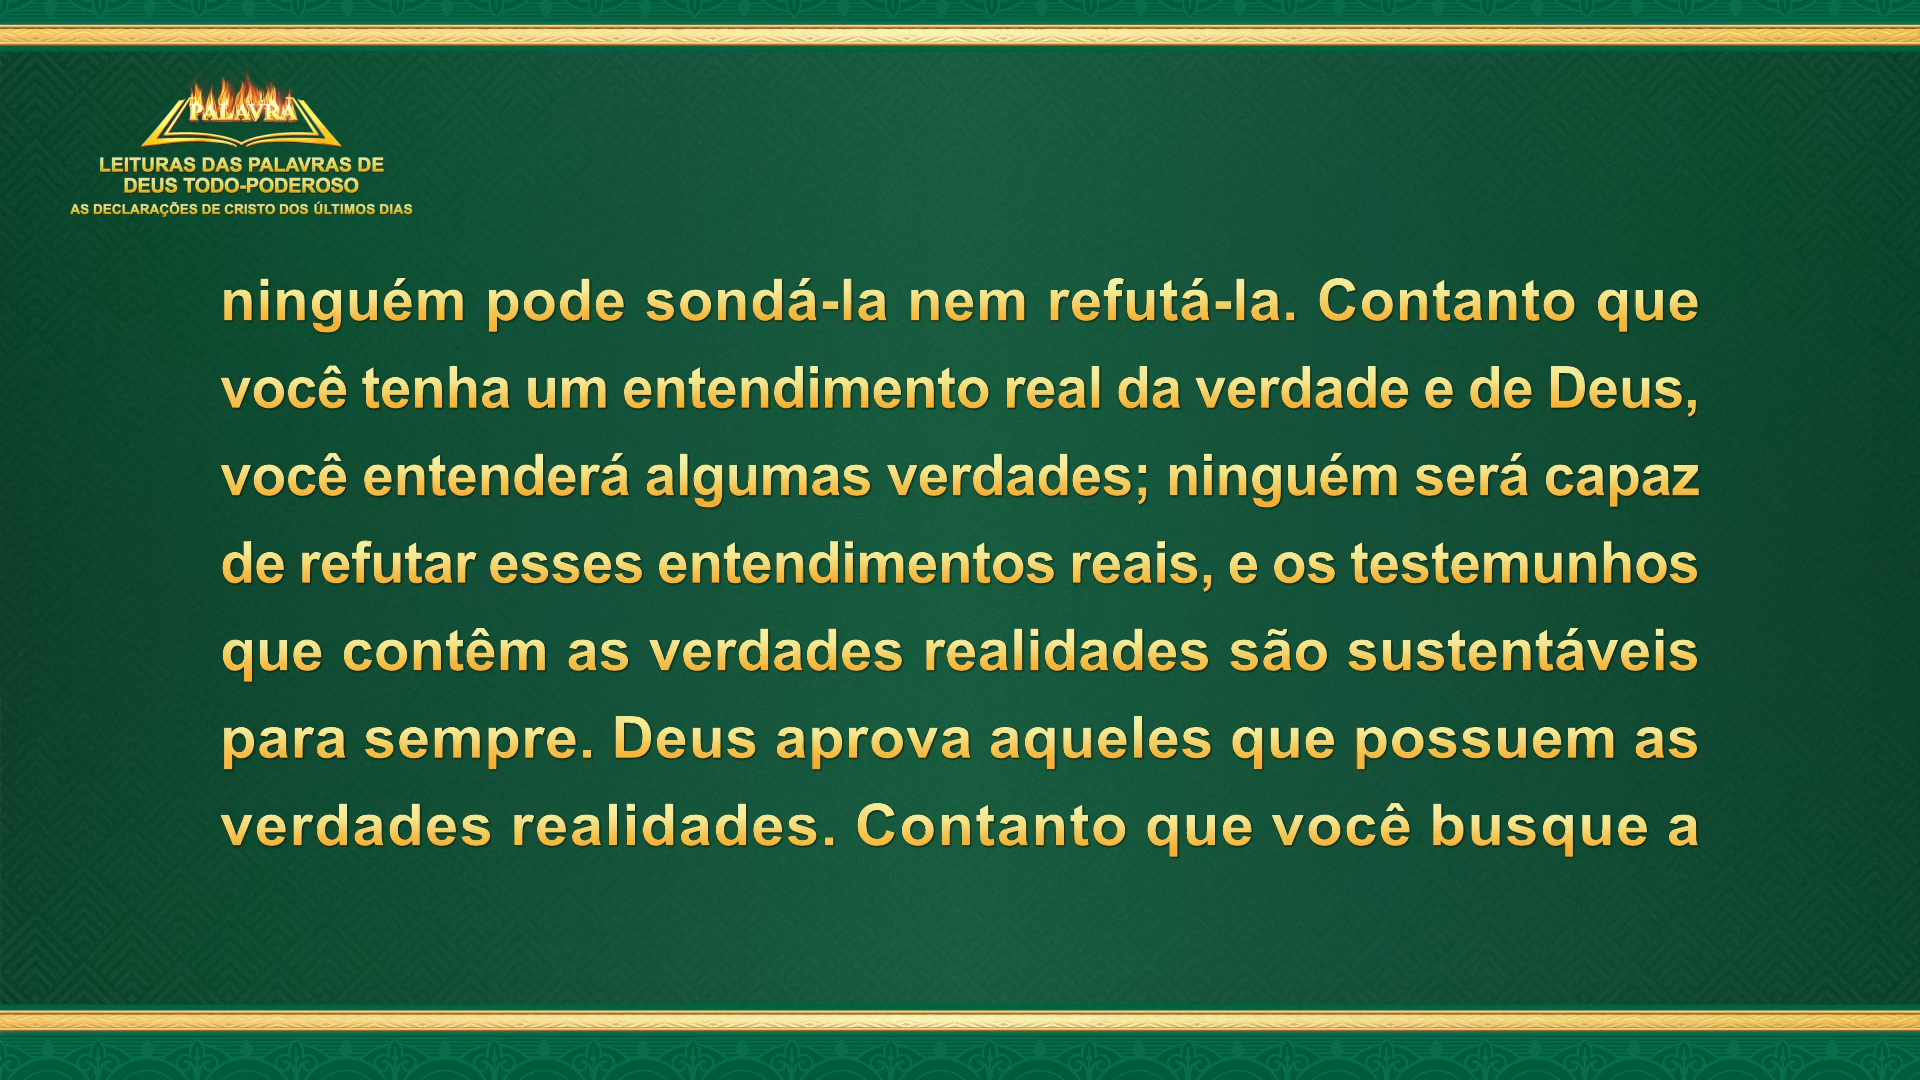 PALAVRA
LEITURAS DAS PALAVRAS DE
DEUS TODO-PODEROSO
AS DECLARAÇÕES DE CRISTO DOS ÚLTIMOS DIAS
ninguém pode sondá-la nem refutá-la. Contanto que
você tenha um entendimento real da verdade e de Deus,
você entenderá algumas verdades; ninguém será capaz
de refutar esses entendimentos reais, e os testemunhos
que contêm as verdades realidades são sustentáveis
para sempre. Deus aprova aqueles que possuem as
verdades realidades. Contanto que você busque a